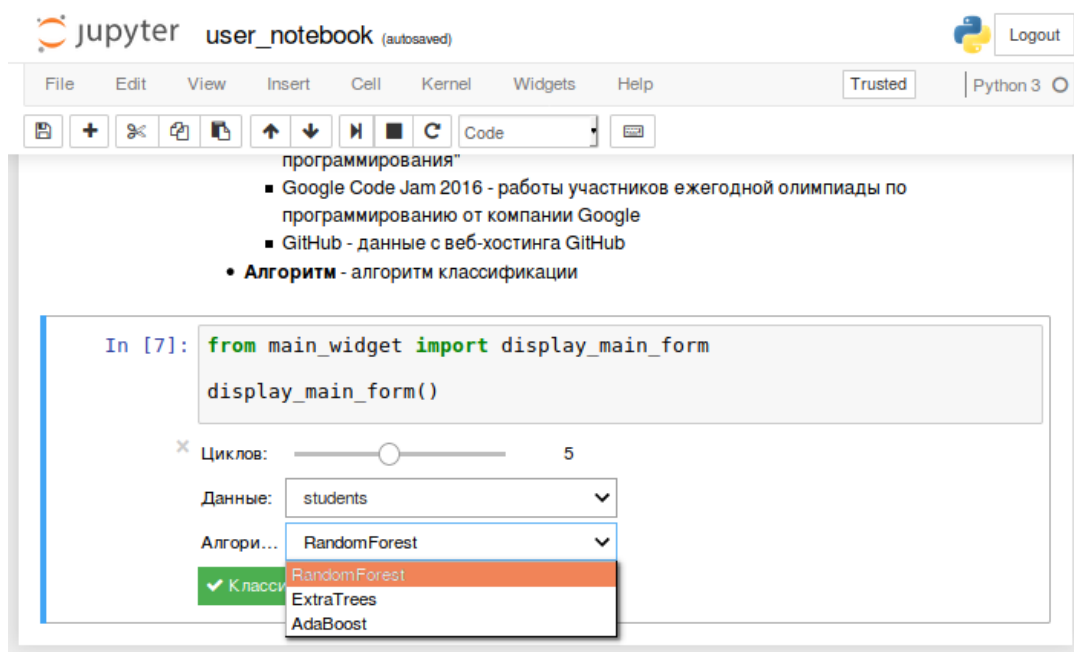 jupyter user_notebook (autosaved) Logout
File Edit View Insert Cell Kernel Widgets Help Trusted Python 3
Code
программирования"
Google Code Jam 2016 - работы участников ежегодной олимпиады по
программированию от компании Google
GitHub - данные с веб-хостинга GitHub
Алгоритм - алгоритм классификации
In [7]: from main_widget import display_main_form
display_main_form()
Циклов: 5
Данные: students
Алгори... RandomForest
RandomForest
Класси
ExtraTrees
AdaBoost